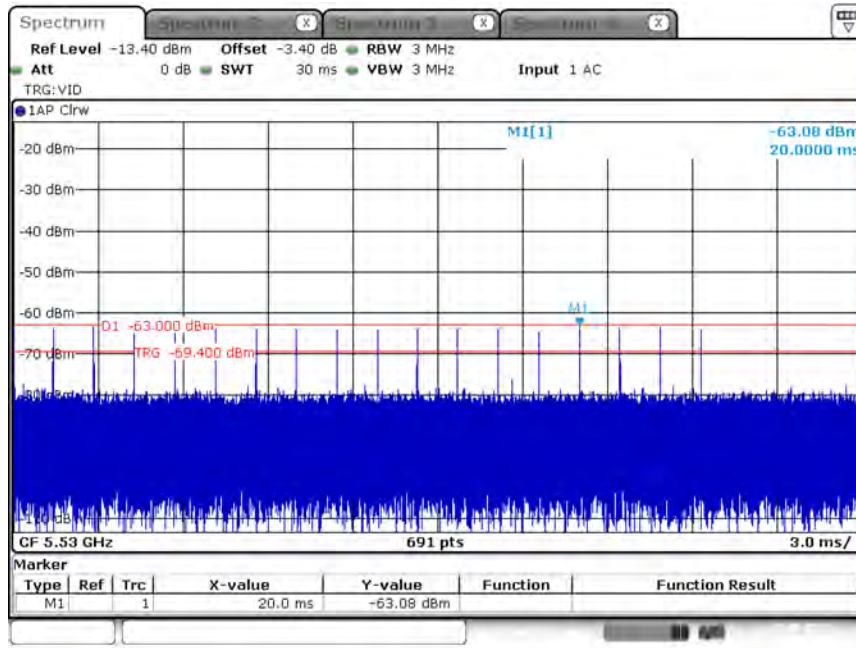 Spectrum Spectrum 2 X Spectrum 3 X X
Ref Level -13.40 dBm Offset -3.40 dB RBW 3 MHz
Att 0 dB SWT 30 ms VBW 3 MHz Input 1 AC
TRG:VID
1AP Clrw
M1[1] -63.08 dBm
20.0000 ms
-20 dBm
-30 dBm
-40 dBm
-50 dBm
-60 dBm
M1
D1 -63.000 dBm
-70 dBm
TRG -69.400 dBm
CF 5.53 GHz 691 pts 3.0 ms/
Marker
Type Ref Trc X-value Y-value Function Function Result
M1 1 20.0 ms -63.08 dBm